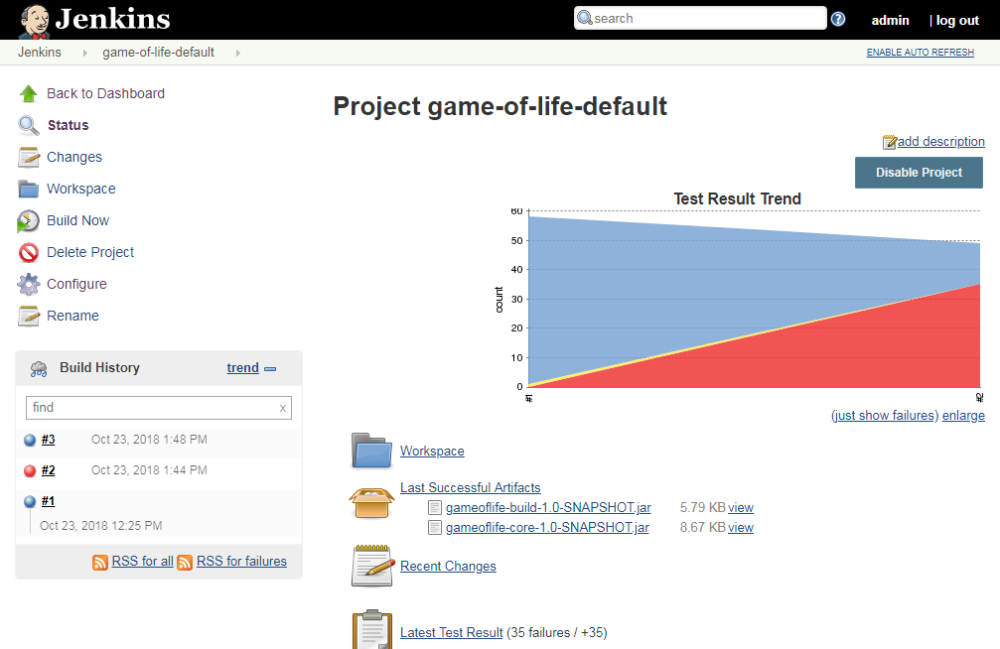 Jenkins
search
admin
| log out
Jenkins
game-of-life-default
ENABLE AUTO REFRESH
Back to Dashboard
Status
Changes
Workspace
Build Now
Delete Project
Configure
Rename
Build History
trend
find
x
#3 Oct 23, 2018 1:48 PM
#2 Oct 23, 2018 1:44 PM
#1
Oct 23, 2018 12:25 PM
RSS for all RSS for failures
Project game-of-life-default
add description
Disable Project
Test Result Trend
60
50
40
30
20
10
0
count
#1
#2
(just show failures) enlarge
Workspace
Last Successful Artifacts
gameoflife-build-1.0-SNAPSHOT.jar 5.79 KB view
gameoflife-core-1.0-SNAPSHOT.jar 8.67 KB view
Recent Changes
Latest Test Result (35 failures / +35)